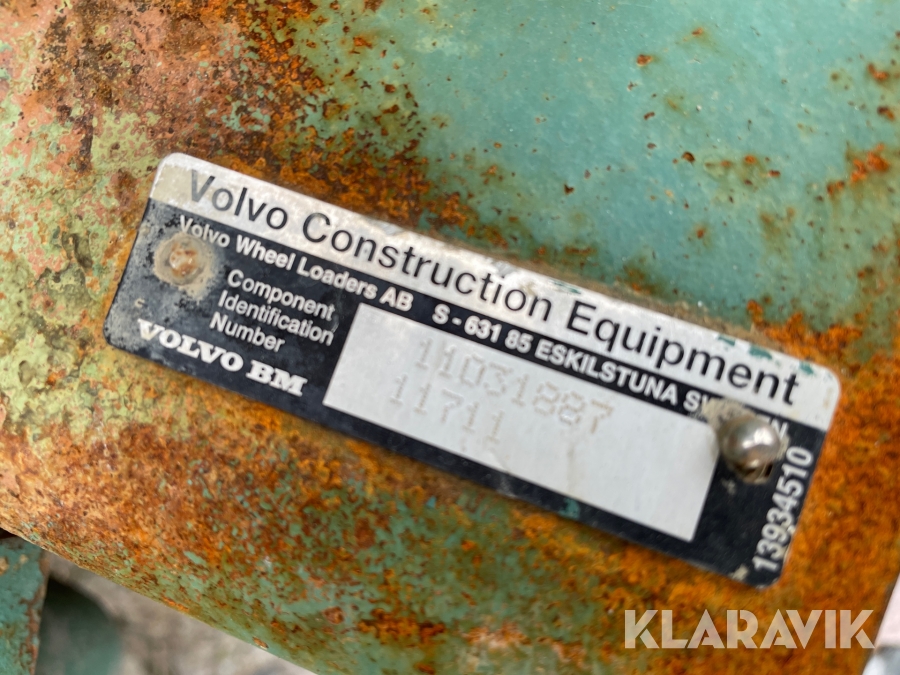 Volvo Construction Equipment
Volvo Wheel Loaders AB S - 631 85 ESKILSTUNA
Component
Identification
Number
VOLVO BM
11031887
11711
13934510
KLARAVIK